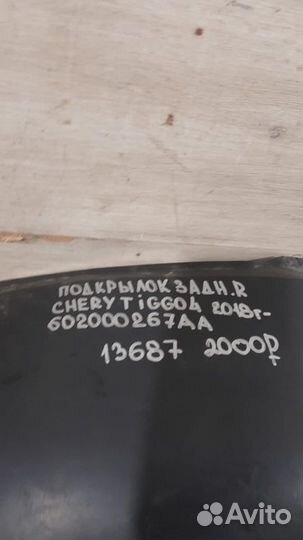 ПОДКРЫЛОК ЗАДН.R
CHERY TiGGO4 2018г-
602000267AA
13687 2000₽
Avito